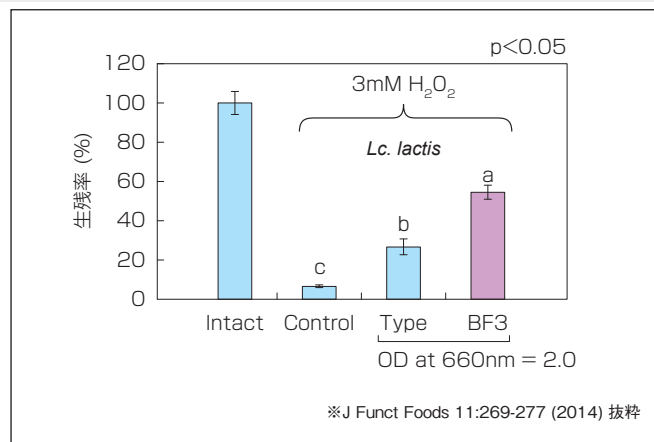 p<0.05
120
100
80
60
40
20
0
生残率 (%)
3mM H₂O₂
Lc. lactis
a
b
c
Intact Control Type BF3
OD at 660nm = 2.0
※J Funct Foods 11:269-277 (2014) 抜粋